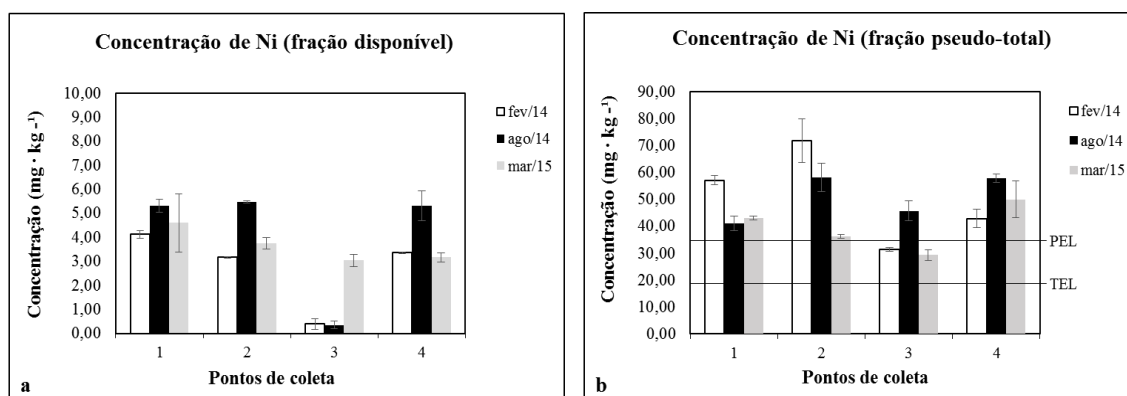 Concentração de Ni (fração disponível)
Concentração (mg · kg -¹)
10,00
9,00
8,00
7,00
6,00
5,00
4,00
3,00
2,00
1,00
0,00
1 2 3 4
Pontos de coleta
fev/14
ago/14
mar/15
a
Concentração de Ni (fração pseudo-total)
Concentração (mg · kg -¹)
90,00
80,00
70,00
60,00
50,00
40,00
30,00
20,00
10,00
0,00
1 2 3 4
Pontos de coleta
fev/14
ago/14
mar/15
PEL
TEL
b